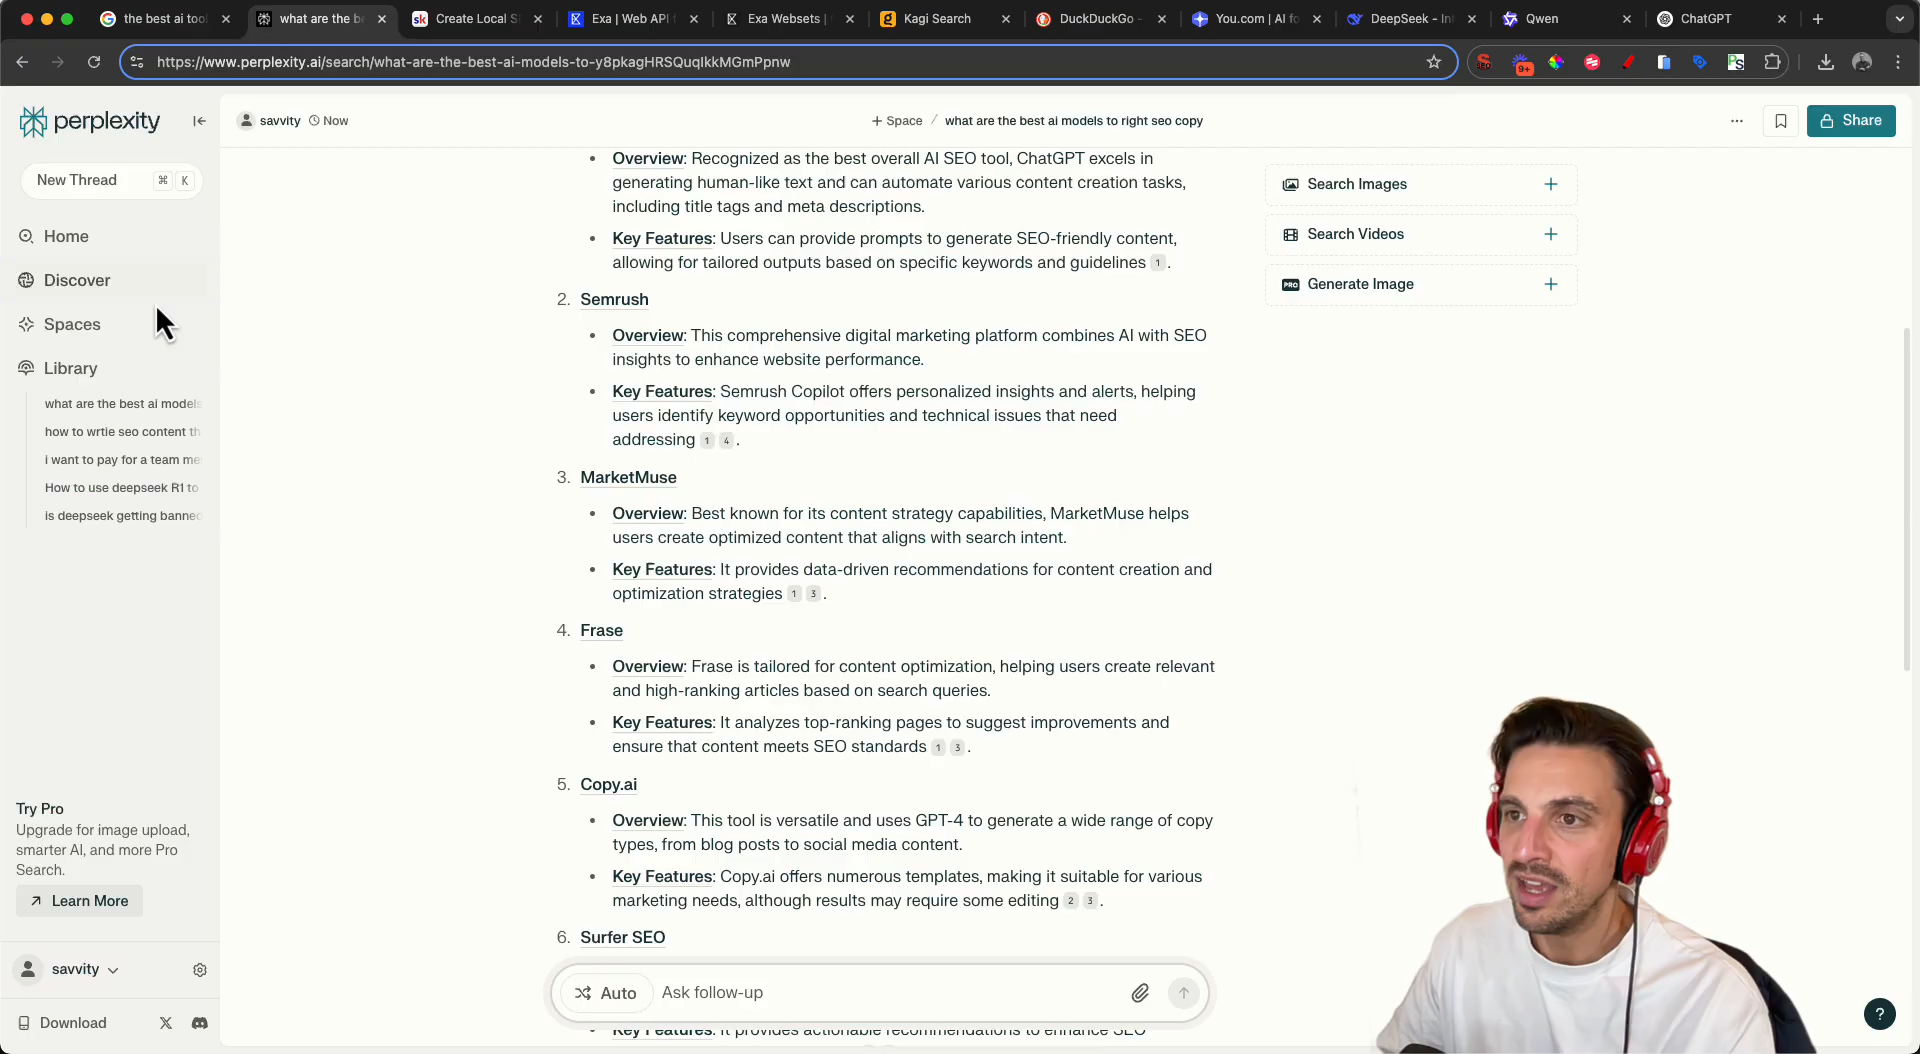 the best ai tool
what are the b
Create Local S
Exa | Web API
Exa Websets |
Kagi Search
DuckDuckGo -
You.com | AI fo
DeepSeek - In
Qwen
ChatGPT
https://www.perplexity.ai/search/what-are-the-best-ai-models-to-y8pkagHRSQuqIkkMGmPpnw
9+
perplexity
savvity Now
+ Space / what are the best ai models to right seo copy
Share
New Thread ⌘ K
Home
Discover
Spaces
Library
what are the best ai models
how to wrtie seo content th
i want to pay for a team me
How to use deepseek R1 to
is deepseek getting banned
Try Pro
Upgrade for image upload,
smarter AI, and more Pro
Search.
Learn More
savvity
Download
• Overview: Recognized as the best overall AI SEO tool, ChatGPT excels in
generating human-like text and can automate various content creation tasks,
including title tags and meta descriptions.
• Key Features: Users can provide prompts to generate SEO-friendly content,
allowing for tailored outputs based on specific keywords and guidelines 1 .
2. Semrush
• Overview: This comprehensive digital marketing platform combines AI with SEO
insights to enhance website performance.
• Key Features: Semrush Copilot offers personalized insights and alerts, helping
users identify keyword opportunities and technical issues that need
addressing 1 4 .
3. MarketMuse
• Overview: Best known for its content strategy capabilities, MarketMuse helps
users create optimized content that aligns with search intent.
• Key Features: It provides data-driven recommendations for content creation and
optimization strategies 1 3 .
4. Frase
• Overview: Frase is tailored for content optimization, helping users create relevant
and high-ranking articles based on search queries.
• Key Features: It analyzes top-ranking pages to suggest improvements and
ensure that content meets SEO standards 1 3 .
5. Copy.ai
• Overview: This tool is versatile and uses GPT-4 to generate a wide range of copy
types, from blog posts to social media content.
• Key Features: Copy.ai offers numerous templates, making it suitable for various
marketing needs, although results may require some editing 2 3 .
6. Surfer SEO
Auto Ask follow-up
• Key Features: It provides actionable recommendations to enhance SEO
Search Images +
Search Videos +
PRO Generate Image +
?